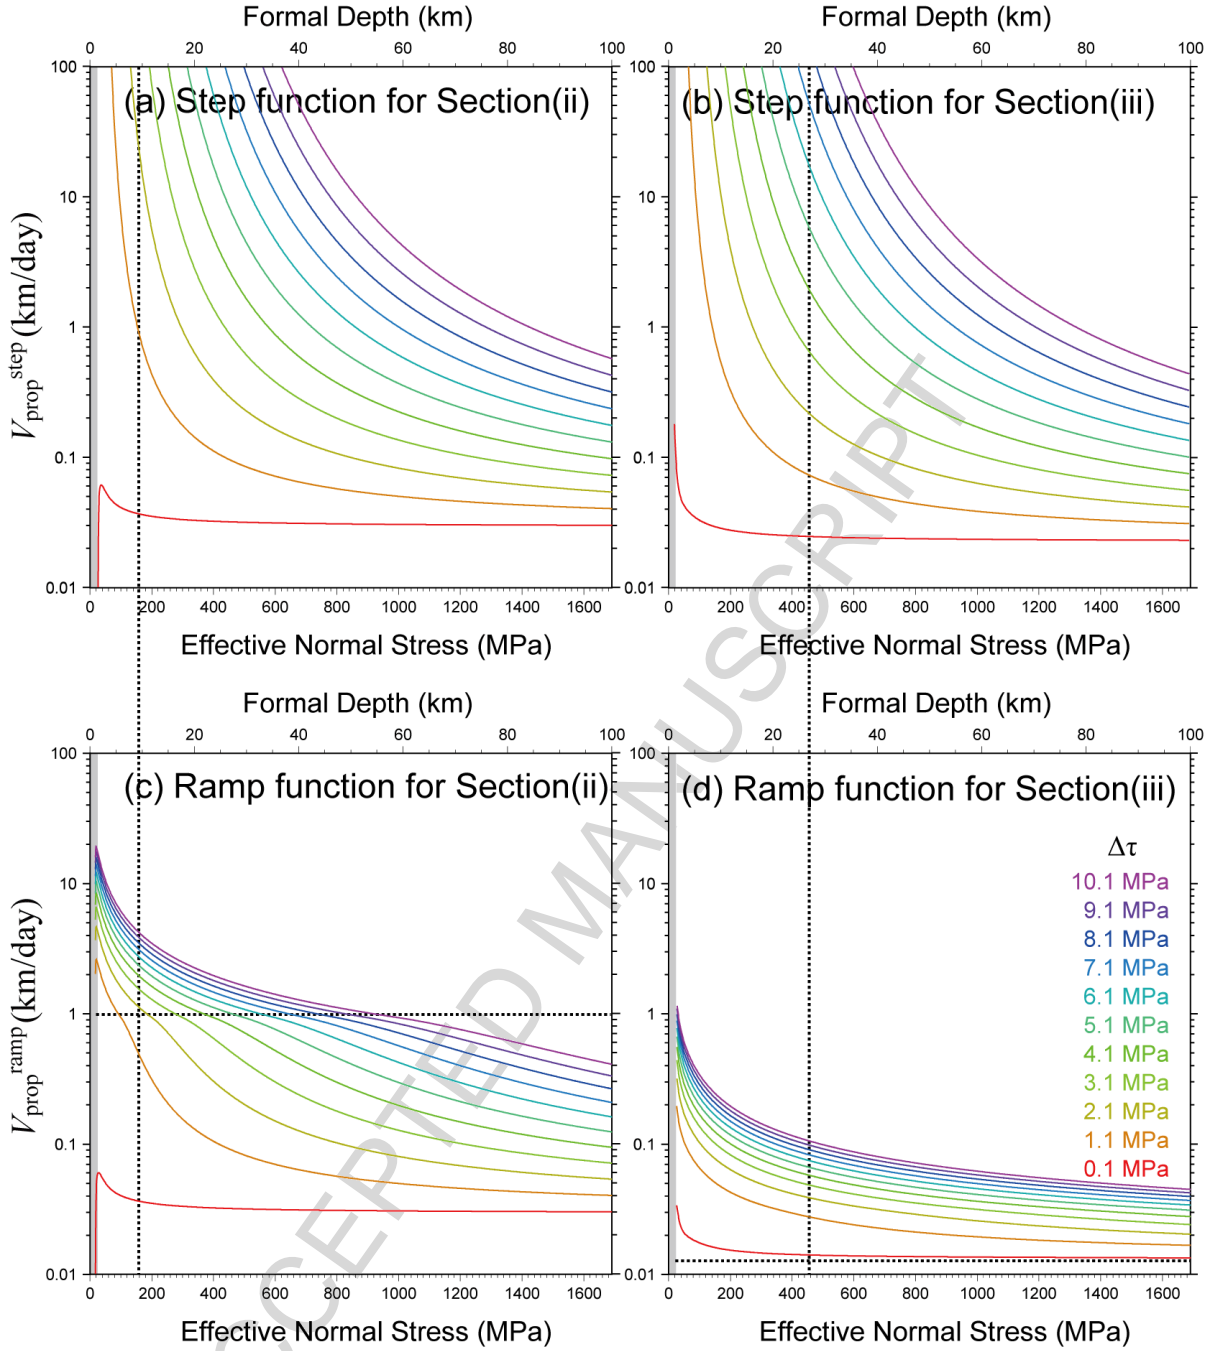 Formal Depth (km)
0 20 40 60 80 100
Formal Depth (km)
0 20 40 60 80 100
(a) Step function for Section(ii)
(b) Step function for Section(iii)
100
10
1
0.1
0.01
100
10
1
0.1
0.01
Vprop step (km/day)
0 200 400 600 800 1000 1200 1400 1600
0 200 400 600 800 1000 1200 1400 1600
Effective Normal Stress (MPa)
Effective Normal Stress (MPa)
Formal Depth (km)
0 20 40 60 80 100
Formal Depth (km)
0 20 40 60 80 100
(c) Ramp function for Section(ii)
(d) Ramp function for Section(iii)
100
10
1
0.1
0.01
100
10
1
0.1
0.01
Vprop ramp (km/day)
Δτ
10.1 MPa
9.1 MPa
8.1 MPa
7.1 MPa
6.1 MPa
5.1 MPa
4.1 MPa
3.1 MPa
2.1 MPa
1.1 MPa
0.1 MPa
0 200 400 600 800 1000 1200 1400 1600
0 200 400 600 800 1000 1200 1400 1600
Effective Normal Stress (MPa)
Effective Normal Stress (MPa)
CCEPTED MANUSCRIPT